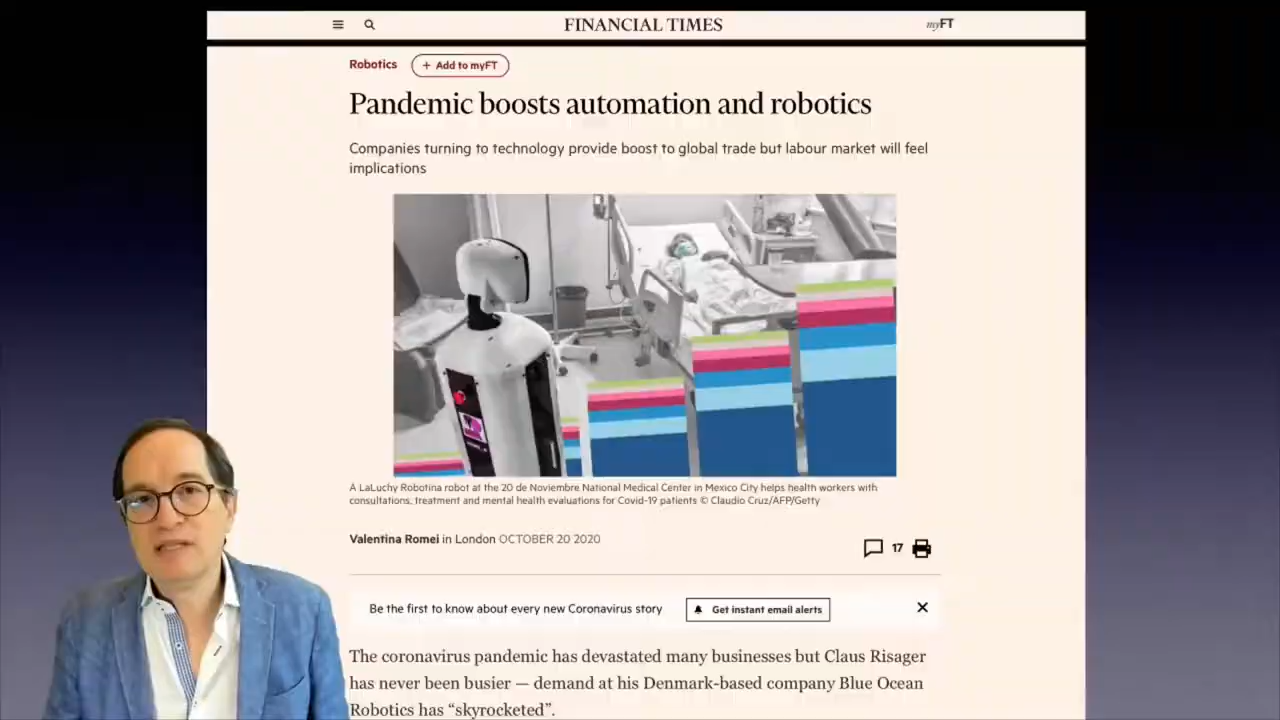 FINANCIAL TIMES
myFT
Robotics
+ Add to myFT
Pandemic boosts automation and robotics
Companies turning to technology provide boost to global trade but labour market will feel
implications
A LaLuchy Robotina robot at the 20 de Noviembre National Medical Center in Mexico City helps health workers with
consultations, treatment and mental health evaluations for Covid-19 patients © Claudio Cruz/AFP/Getty
Valentina Romei in London OCTOBER 20 2020
17
Be the first to know about every new Coronavirus story
Get instant email alerts
The coronavirus pandemic has devastated many businesses but Claus Risager
has never been busier — demand at his Denmark-based company Blue Ocean
Robotics has “skyrocketed”.